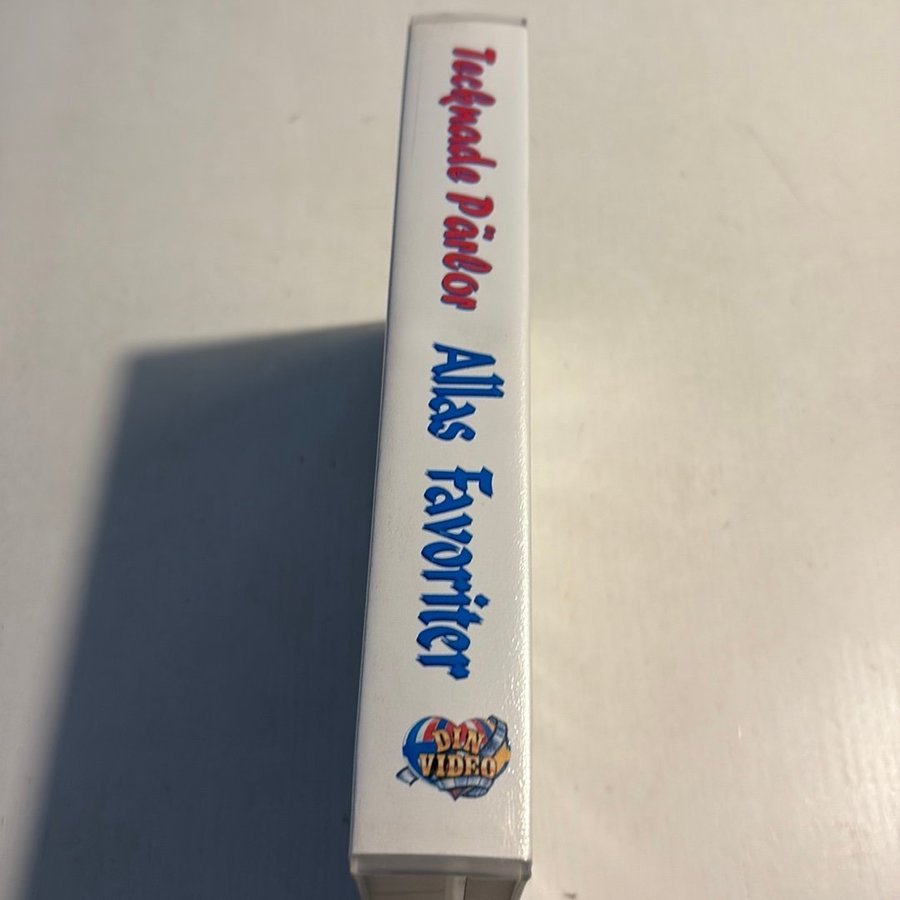 Tecknade Pärlor
Allas Favoriter
DIN
VIDEO